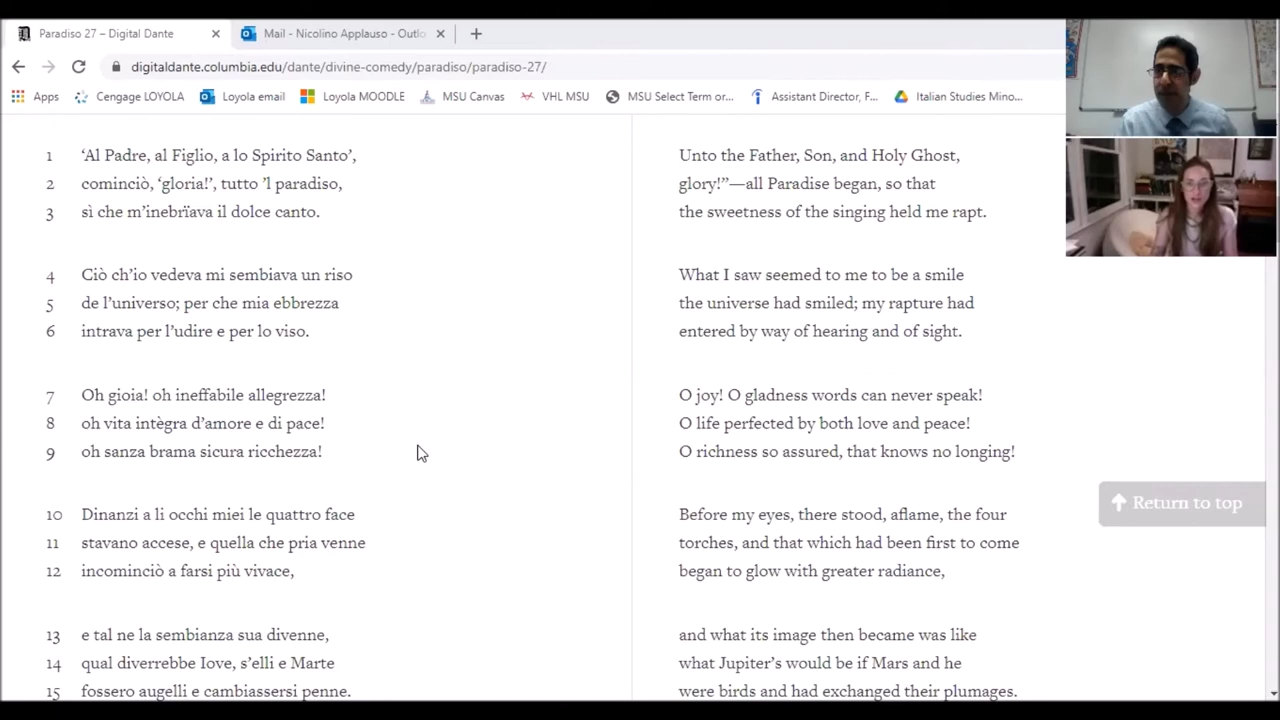 Paradiso 27 – Digital Dante
Mail - Nicolino Applauso - Outlo
digitaldante.columbia.edu/dante/divine-comedy/paradiso/paradiso-27/
Apps Cengage LOYOLA Loyola email Loyola MOODLE MSU Canvas VHL MSU MSU Select Term or... Assistant Director, F... Italian Studies Mino...
1 ‘Al Padre, al Figlio, a lo Spirito Santo’,
2 cominciò, ‘gloria!’, tutto ’l paradiso,
3 sì che m’inebrïava il dolce canto.
4 Ciò ch’io vedeva mi sembiava un riso
5 de l’universo; per che mia ebbrezza
6 intrava per l’udire e per lo viso.
7 Oh gioia! oh ineffabile allegrezza!
8 oh vita intègra d’amore e di pace!
9 oh sanza brama sicura ricchezza!
10 Dinanzi a li occhi miei le quattro face
11 stavano accese, e quella che pria venne
12 incominciò a farsi più vivace,
13 e tal ne la sembianza sua divenne,
14 qual diverrebbe Iove, s’elli e Marte
15 fossero augelli e cambiassersi penne.
Unto the Father, Son, and Holy Ghost,
glory!”—all Paradise began, so that
the sweetness of the singing held me rapt.
What I saw seemed to me to be a smile
the universe had smiled; my rapture had
entered by way of hearing and of sight.
O joy! O gladness words can never speak!
O life perfected by both love and peace!
O richness so assured, that knows no longing!
Before my eyes, there stood, aflame, the four
torches, and that which had been first to come
began to glow with greater radiance,
and what its image then became was like
what Jupiter’s would be if Mars and he
were birds and had exchanged their plumages.
Return to top